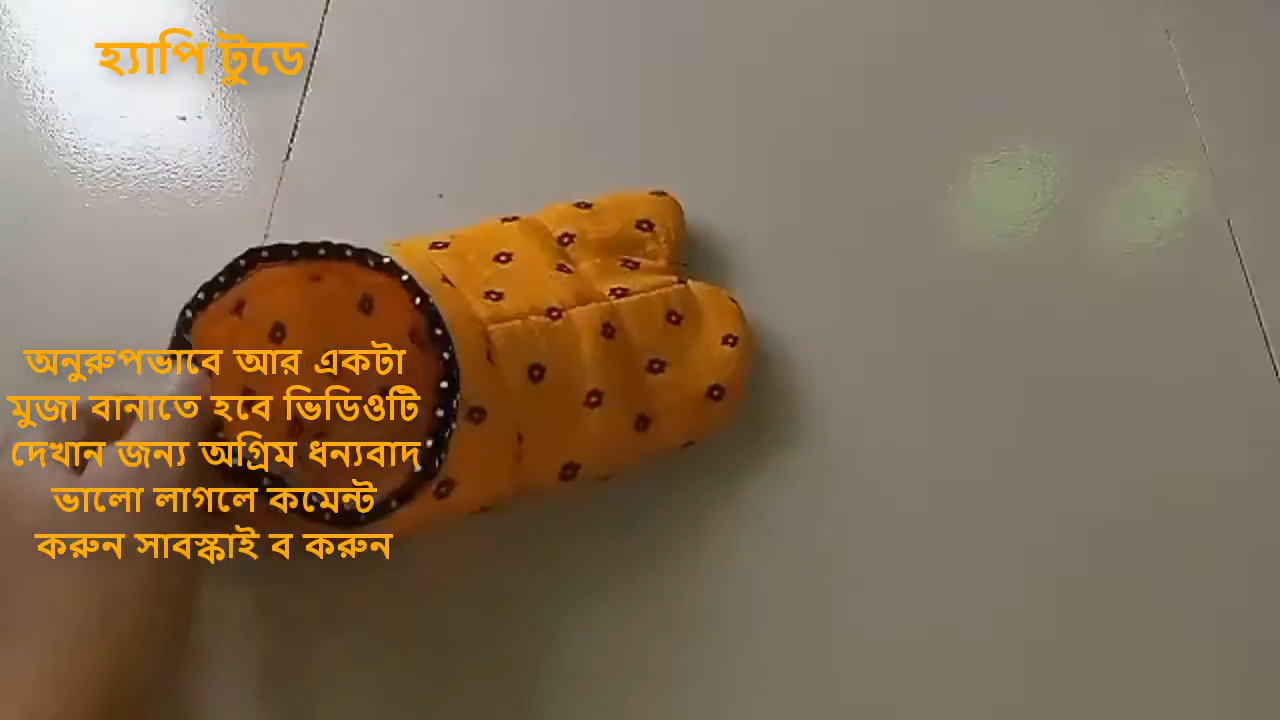 হ্যাপি টুডে
অনুরুপভাবে আর একটা
মুজা বানাতে হবে ভিডিওটি
দেখান জন্য অগ্রিম ধন্যবাদ
ভালো লাগলে কমেন্ট
করুন সাবস্কাই ব করুন